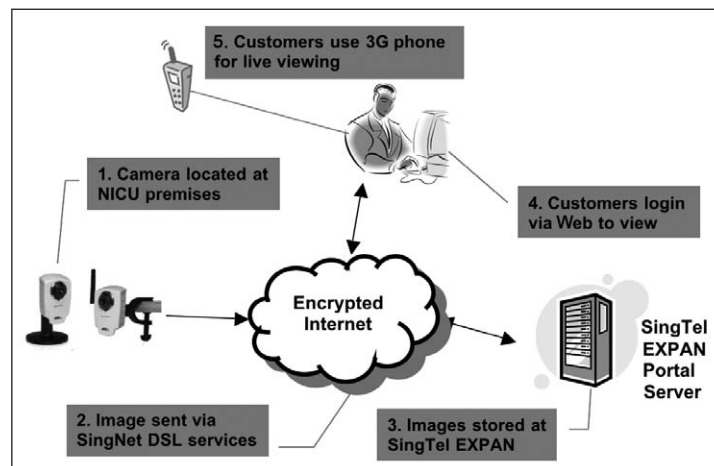 5. Customers use 3G phone
for live viewing
1. Camera located at
NICU premises
4. Customers login
via Web to view
Encrypted
Internet
SingTel
EXPAN
Portal
Server
2. Image sent via
SingNet DSL services
3. Images stored at
SingTel EXPAN